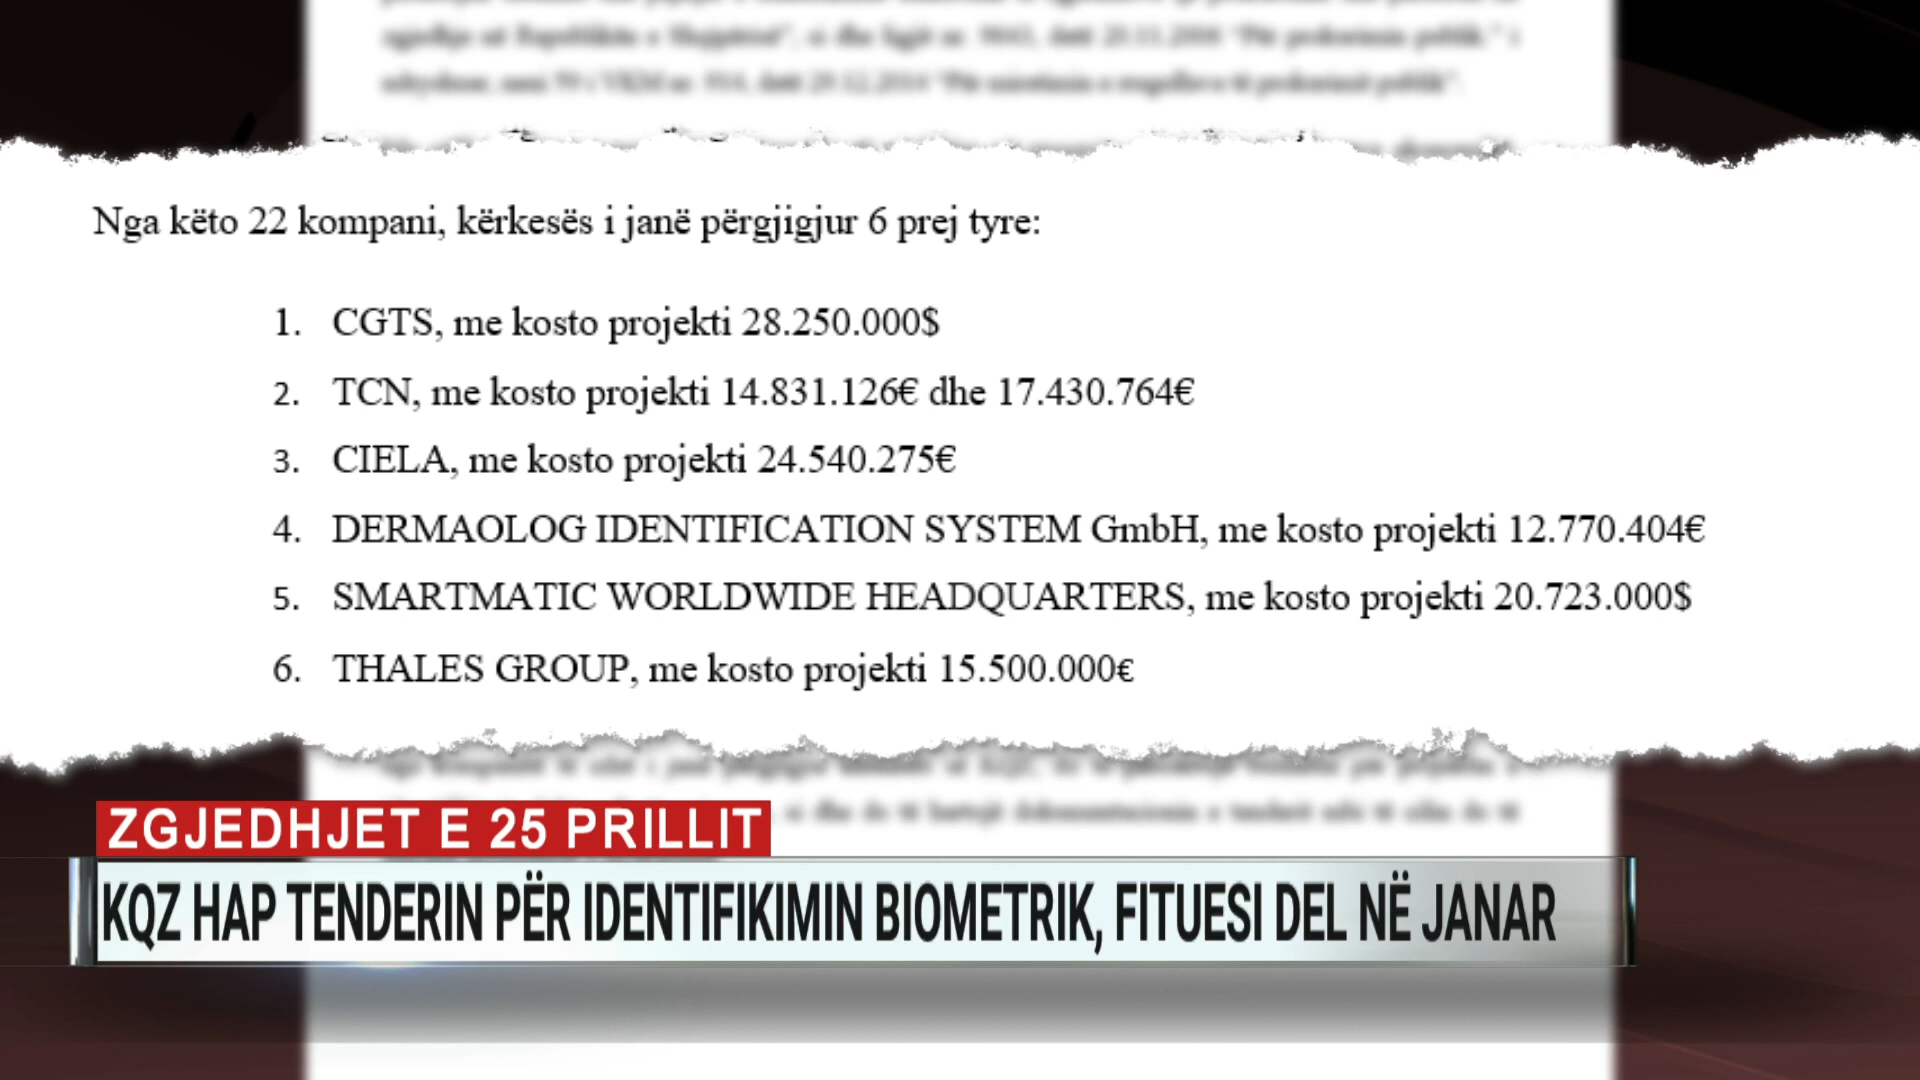 Nga këto 22 kompani, kërkesës i janë përgjigjur 6 prej tyre:
1. CGTS, me kosto projekti 28.250.000$
2. TCN, me kosto projekti 14.831.126€ dhe 17.430.764€
3. CIELA, me kosto projekti 24.540.275€
4. DERMAOLOG IDENTIFICATION SYSTEM GmbH, me kosto projekti 12.770.404€
5. SMARTMATIC WORLDWIDE HEADQUARTERS, me kosto projekti 20.723.000$
6. THALES GROUP, me kosto projekti 15.500.000€
ZGJEDHJET E 25 PRILLIT
KQZ HAP TENDERIN PËR IDENTIFIKIMIN BIOMETRIK, FITUESI DEL NË JANAR